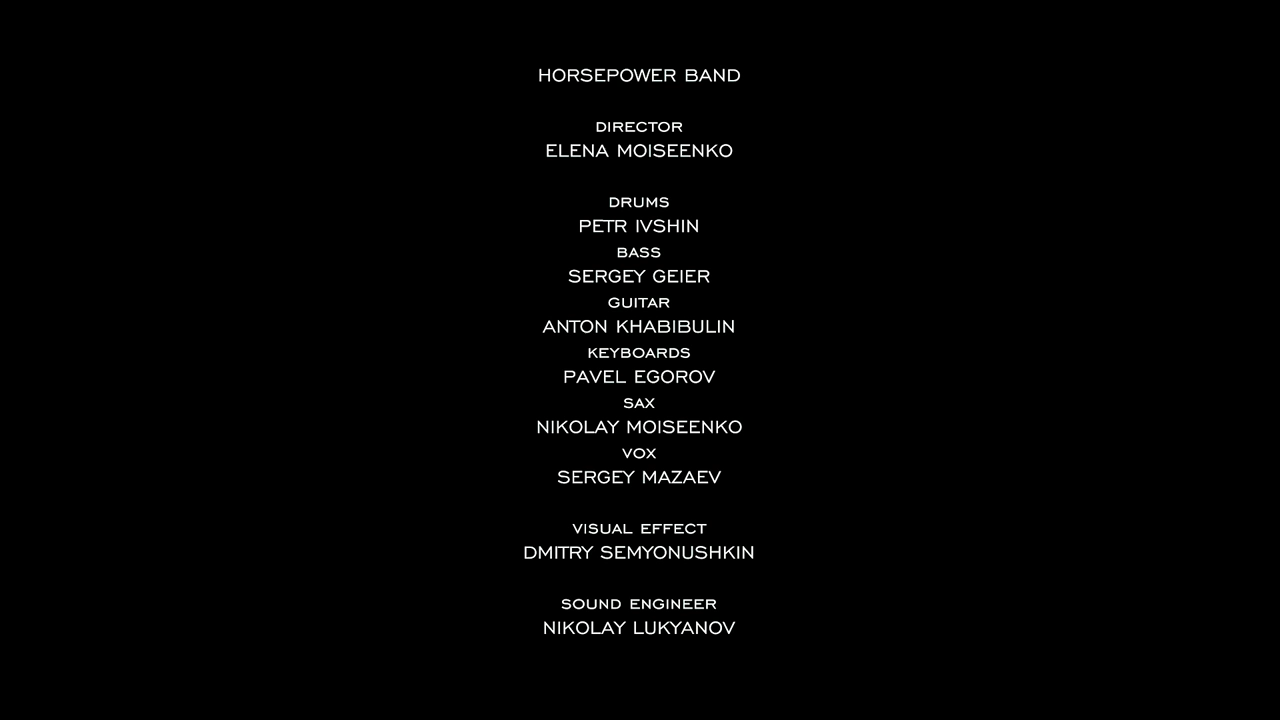 HORSEPOWER BAND
DIRECTOR
ELENA MOISEENKO
DRUMS
PETR IVSHIN
BASS
SERGEY GEIER
GUITAR
ANTON KHABIBULIN
KEYBOARDS
PAVEL EGOROV
SAX
NIKOLAY MOISEENKO
VOX
SERGEY MAZAEV
VISUAL EFFECT
DMITRY SEMYONUSHKIN
SOUND ENGINEER
NIKOLAY LUKYANOV